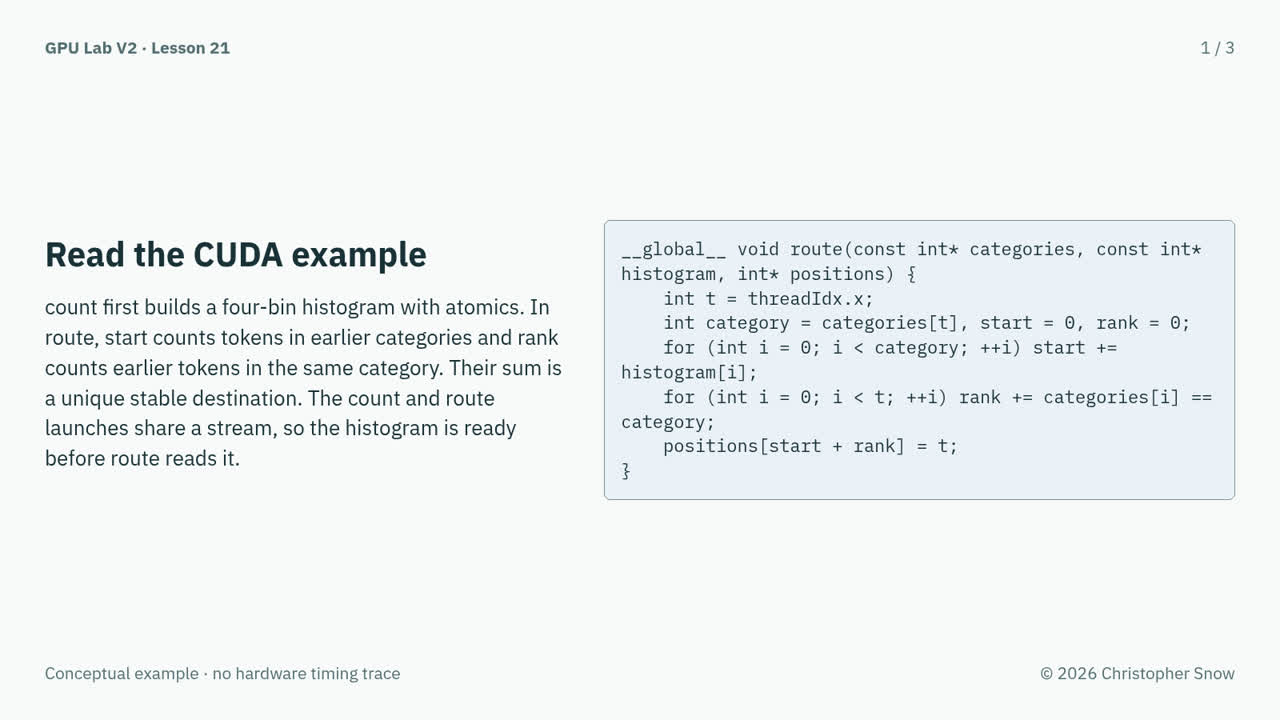 GPU Lab V2 · Lesson 21
1 / 3
Read the CUDA example
count first builds a four-bin histogram with atomics. In
route, start counts tokens in earlier categories and rank
counts earlier tokens in the same category. Their sum is
a unique stable destination. The count and route
launches share a stream, so the histogram is ready
before route reads it.
__global__ void route(const int* categories, const int*
histogram, int* positions) {
    int t = threadIdx.x;
    int category = categories[t], start = 0, rank = 0;
    for (int i = 0; i < category; ++i) start +=
histogram[i];
    for (int i = 0; i < t; ++i) rank += categories[i] ==
category;
    positions[start + rank] = t;
}
Conceptual example · no hardware timing trace
© 2026 Christopher Snow